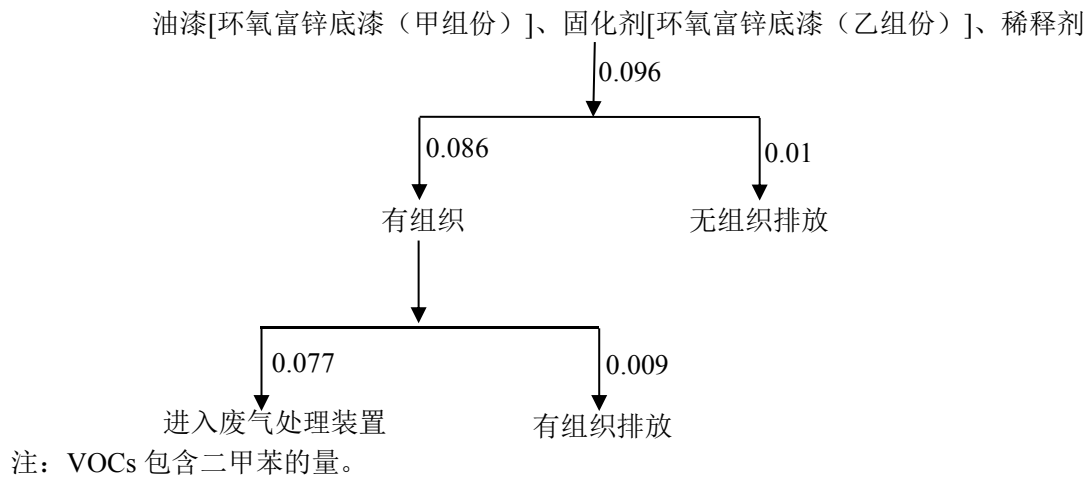 油漆[环氧富锌底漆（甲组份）]、固化剂[环氧富锌底漆（乙组份）]、稀释剂
0.096
0.086
0.01
有组织
无组织排放
0.077
0.009
进入废气处理装置
有组织排放
注：VOCs 包含二甲苯的量。